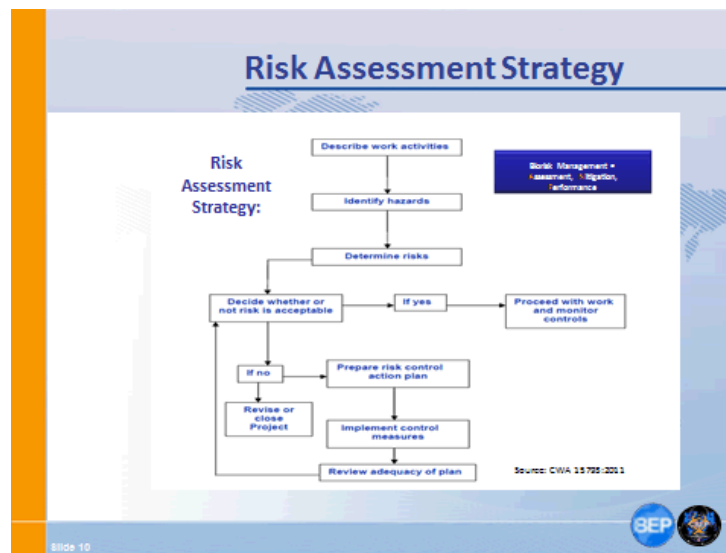 Risk Assessment Strategy
Risk
Assessment
Strategy:
Describe work activities
Biorisk Management =
Assessment, Mitigation,
Performance
Identify hazards
Determine risks
Decide whether or
not risk is acceptable
If yes
Proceed with work
and monitor
controls
If no
Prepare risk control
action plan
Revise or
close
Project
Implement control
measures
Review adequacy of plan
Source: CWA 15793:2011
Slide 10
BEP